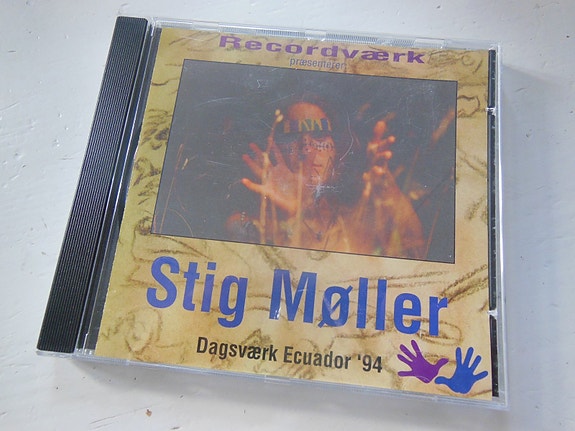 Recordværk
præsenterer
Stig Møller
Dagsværk Ecuador '94